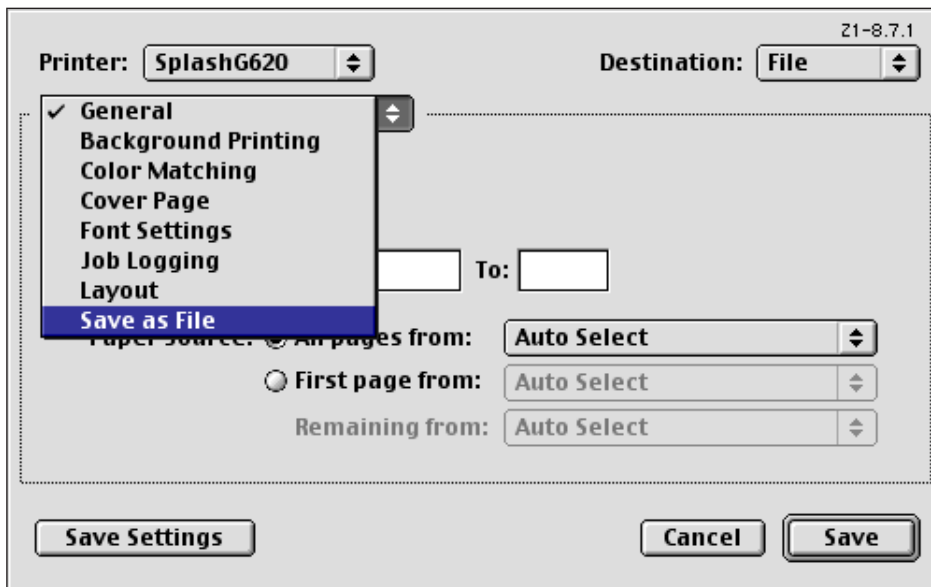 Z1-8.7.1
Printer: SplashG620 Destination: File
✓ General
Background Printing
Color Matching
Cover Page
Font Settings
Job Logging
Layout To:
Save as File
Paper Source: All pages from: Auto Select
First page from: Auto Select
Remaining from: Auto Select
Save Settings Cancel Save